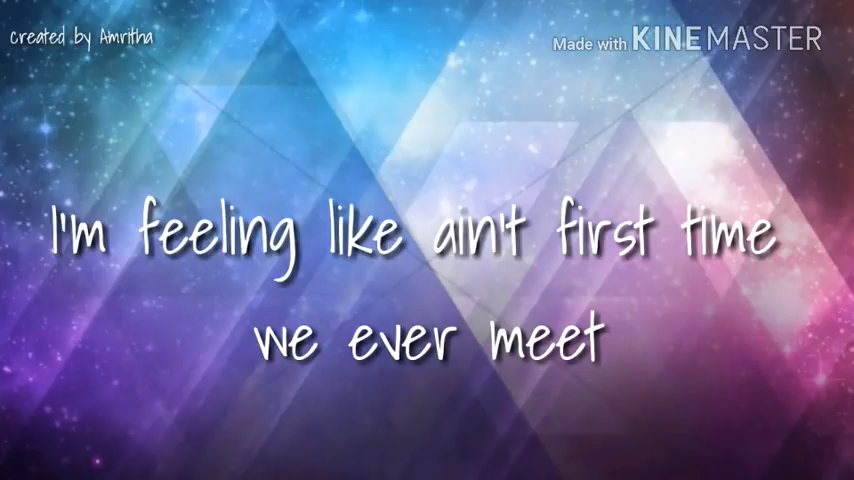 created by Amritha
Made with KINEMASTER
I'm feeling like ain't first time
we ever meet